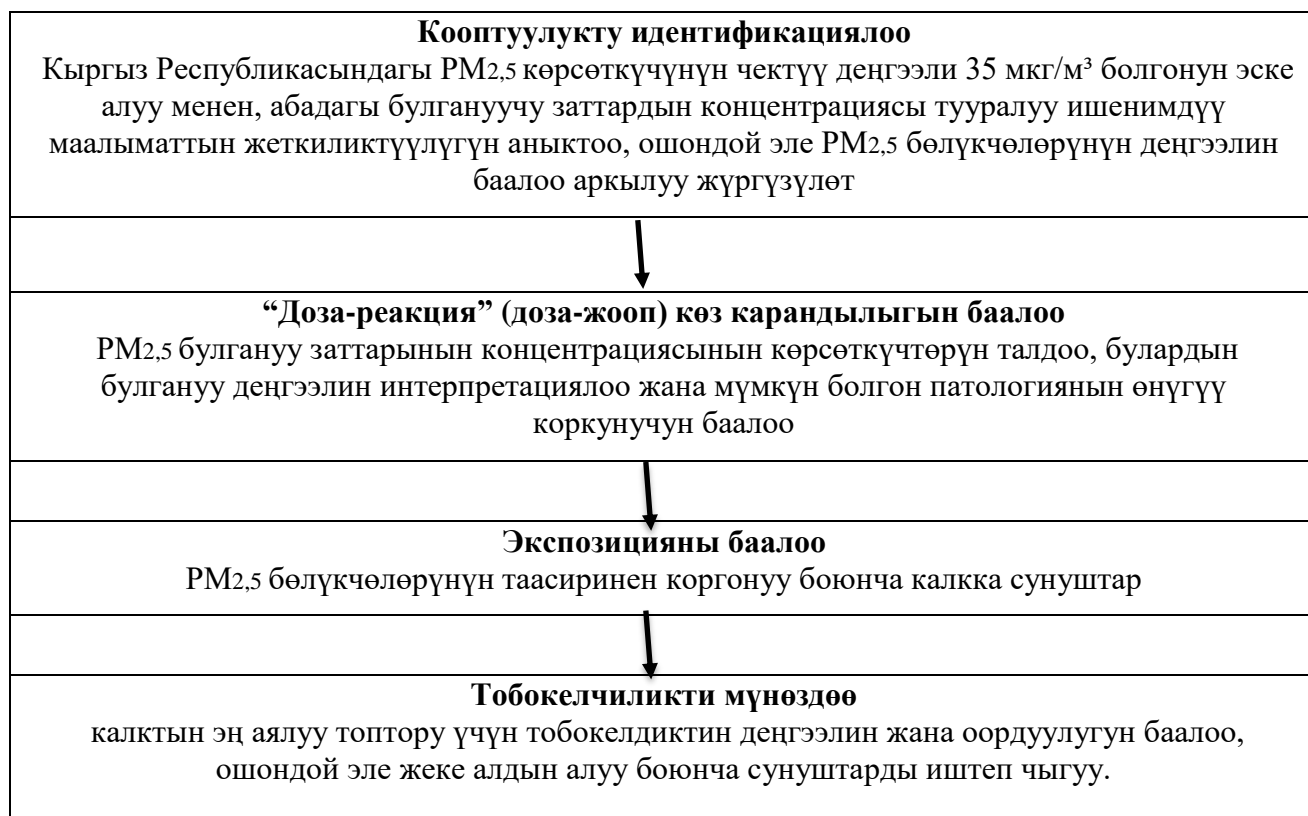 Кооптуулукту идентификациялоо
Кыргыз Республикасындагы PM2,5 көрсөткүчүнүн чектүү деңгээли 35 мкг/м³ болгонун эске
алуу менен, абадагы булгануучу заттардын концентрациясы тууралуу ишенимдүү
маалыматтын жеткиликтүүлүгүн аныктоо, ошондой эле PM2,5 бөлүкчөлөрүнүн деңгээлин
баалоо аркылуу жүргүзүлөт
“Доза-реакция” (доза-жооп) көз карандылыгын баалоо
PM2,5 булгануу заттарынын концентрациясынын көрсөткүчтөрүн талдоо, булардын
булгануу деңгээлин интерпретациялоо жана мүмкүн болгон патологиянын өнүгүү
коркунучун баалоо
Экспозицияны баалоо
PM2,5 бөлүкчөлөрүнүн таасиринен коргонуу боюнча калкка сунуштар
Тобокелчиликти мүнөздөө
калктын эң аялуу топтору үчүн тобокелдиктин деңгээлин жана оордуулугун баалоо,
ошондой эле жеке алдын алуу боюнча сунуштарды иштеп чыгуу.